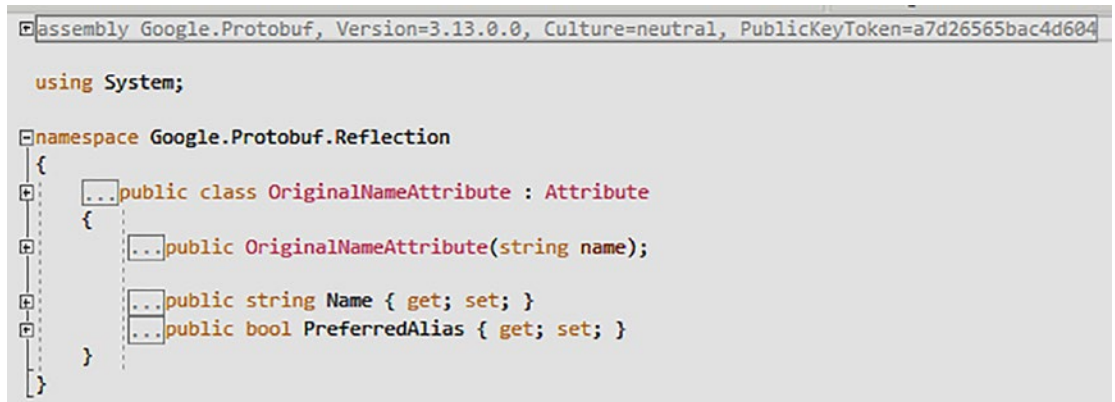 assembly Google.Protobuf, Version=3.13.0.0, Culture=neutral, PublicKeyToken=a7d26565bac4d604
using System;
namespace Google.Protobuf.Reflection
{
...public class OriginalNameAttribute : Attribute
{
...public OriginalNameAttribute(string name);
...public string Name { get; set; }
...public bool PreferredAlias { get; set; }
}
}